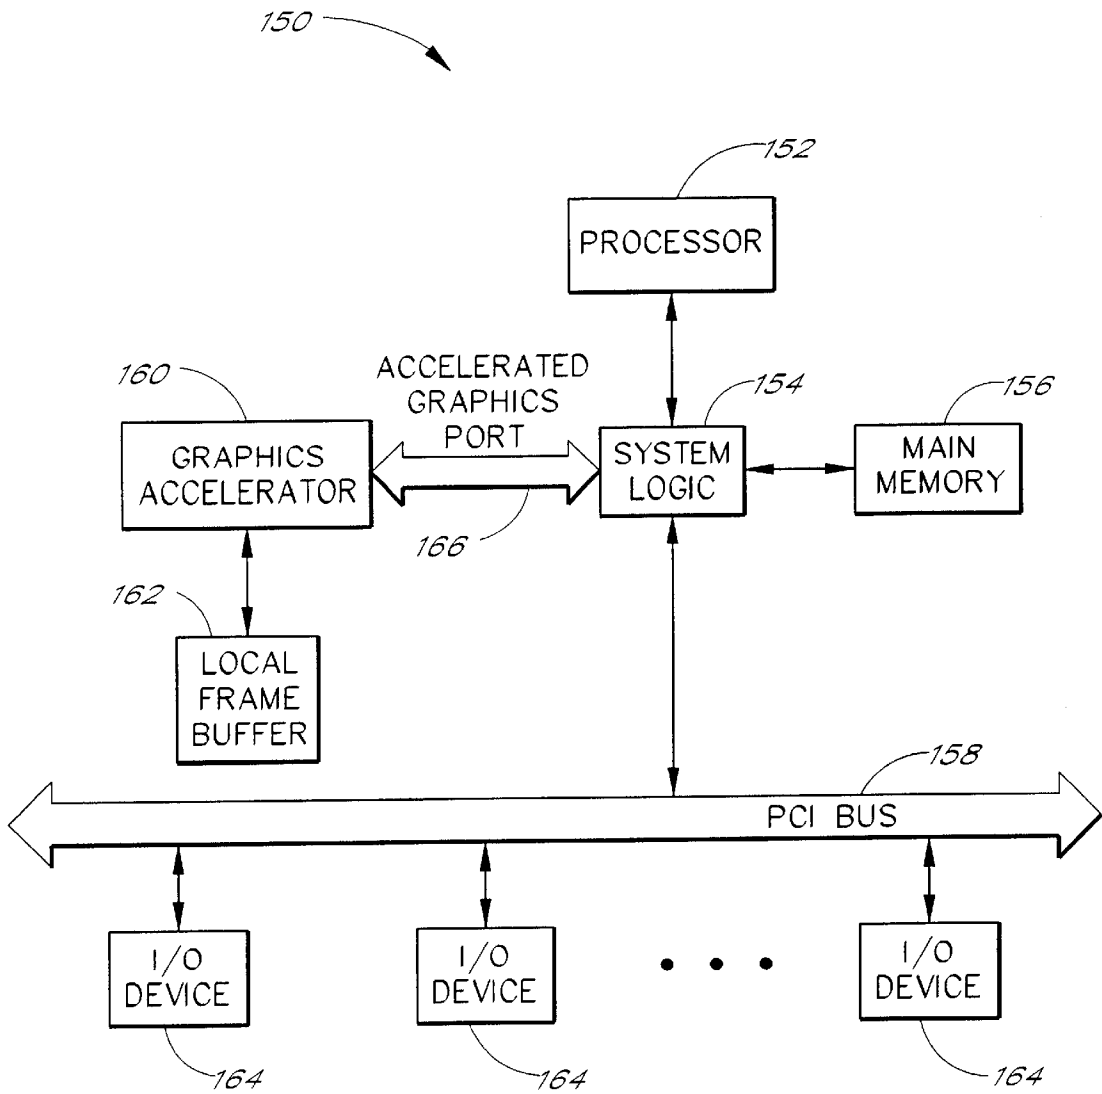 150
152
PROCESSOR
160
ACCELERATED
GRAPHICS
PORT
154
156
GRAPHICS
ACCELERATOR
SYSTEM
LOGIC
MAIN
MEMORY
166
162
LOCAL
FRAME
BUFFER
158
PCI BUS
I/O
DEVICE
I/O
DEVICE
I/O
DEVICE
164
164
164